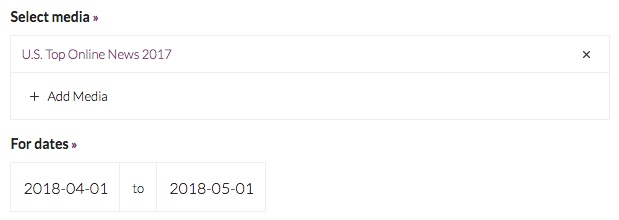 Select media »
U.S. Top Online News 2017 ×
+ Add Media
For dates »
2018-04-01 to 2018-05-01